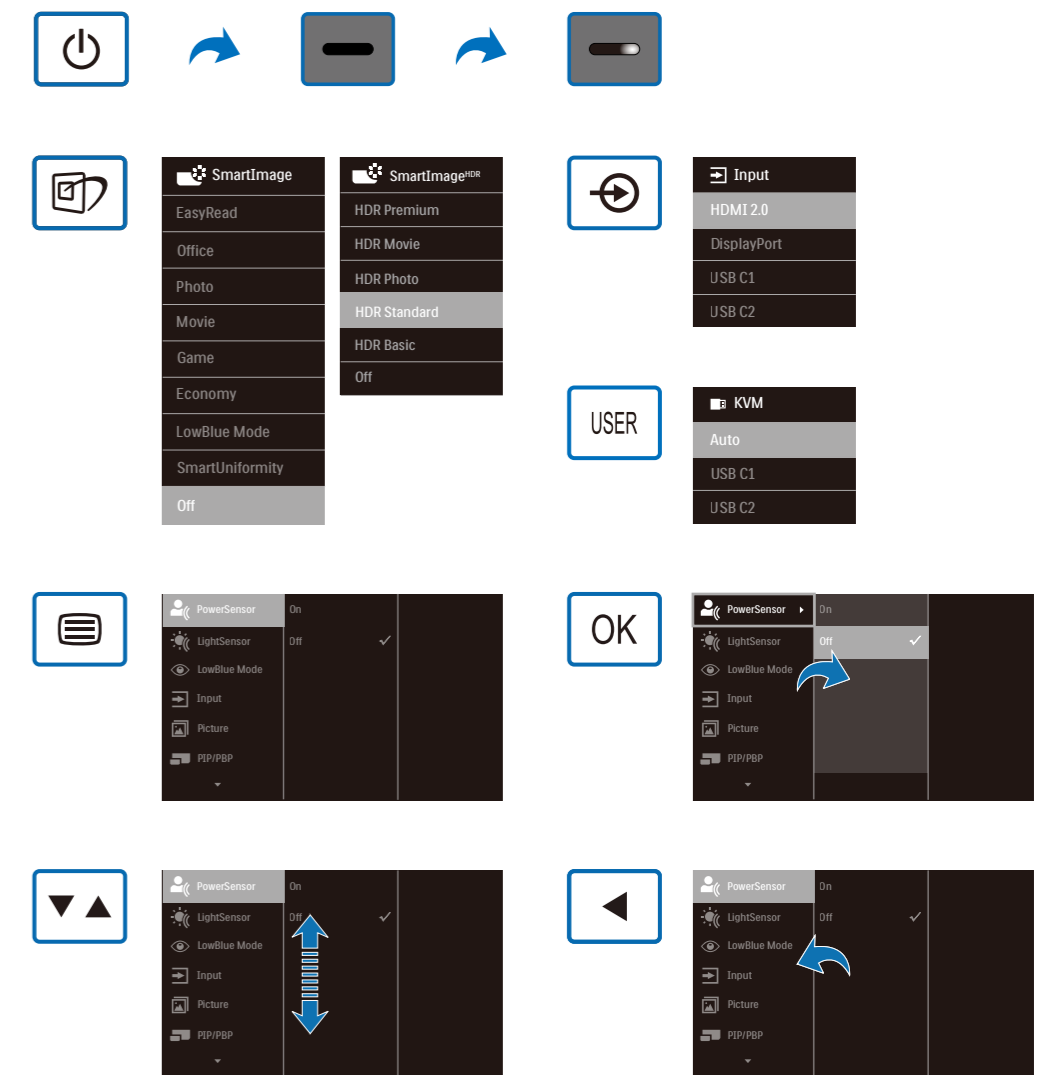 SmartImage
EasyRead
Office
Photo
Movie
Game
Economy
LowBlue Mode
SmartUniformity
Off
SmartImageHDR
HDR Premium
HDR Movie
HDR Photo
HDR Standard
HDR Basic
Off
Input
HDMI 2.0
DisplayPort
USB C1
USB C2
USER
KVM
Auto
USB C1
USB C2
PowerSensor On
LightSensor Off
LowBlue Mode
Input
Picture
PIP/PBP
OK
PowerSensor On
LightSensor Off
LowBlue Mode
Input
Picture
PIP/PBP
PowerSensor On
LightSensor Off
LowBlue Mode
Input
Picture
PIP/PBP
PowerSensor On
LightSensor Off
LowBlue Mode
Input
Picture
PIP/PBP